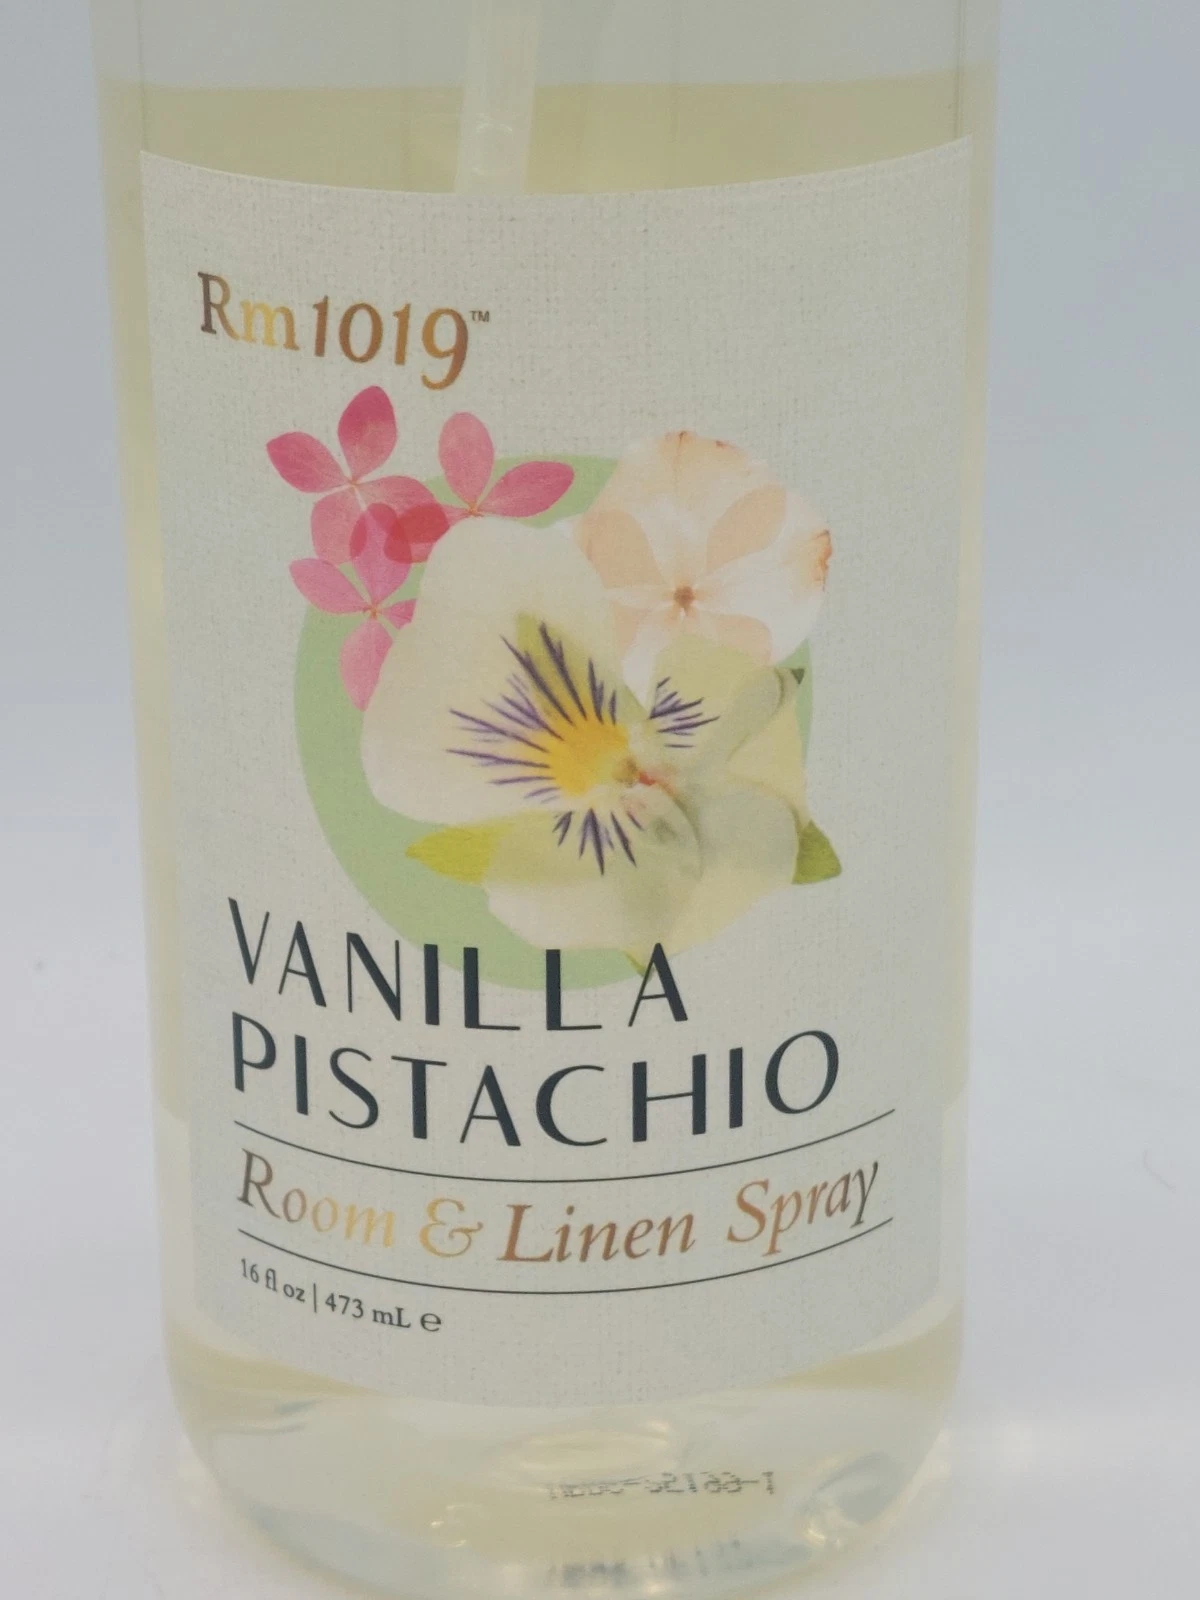 Rm1019™
VANILLA
PISTACHIO
Room & Linen Spray
16 fl oz | 473 mL ℮